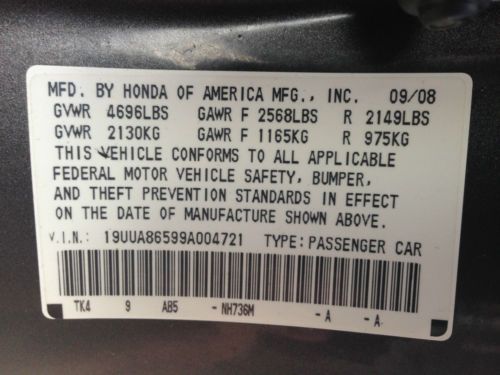 MFD. BY HONDA OF AMERICA MFG., INC. 09/08
GVWR 4696LBS GAWR F 2568LBS R 2149LBS
GVWR 2130KG GAWR F 1165KG R 975KG
THIS VEHICLE CONFORMS TO ALL APPLICABLE
FEDERAL MOTOR VEHICLE SAFETY, BUMPER,
AND THEFT PREVENTION STANDARDS IN EFFECT
ON THE DATE OF MANUFACTURE SHOWN ABOVE.
V.I.N.: 19UUA86599A004721 TYPE: PASSENGER CAR
TK4 9 AB5 -NH736M -A -A